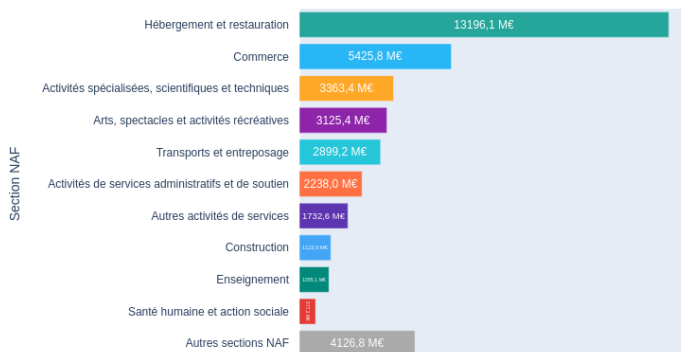 Section NAF
Hébergement et restauration 13196,1 M€
Commerce 5425,8 M€
Activités spécialisées, scientifiques et techniques 3363,4 M€
Arts, spectacles et activités récréatives 3125,4 M€
Transports et entreposage 2899,2 M€
Activités de services administratifs et de soutien 2238,0 M€
Autres activités de services 1732,6 M€
Construction M€
Enseignement M€
Santé humaine et action sociale M€
Autres sections NAF 4126,8 M€